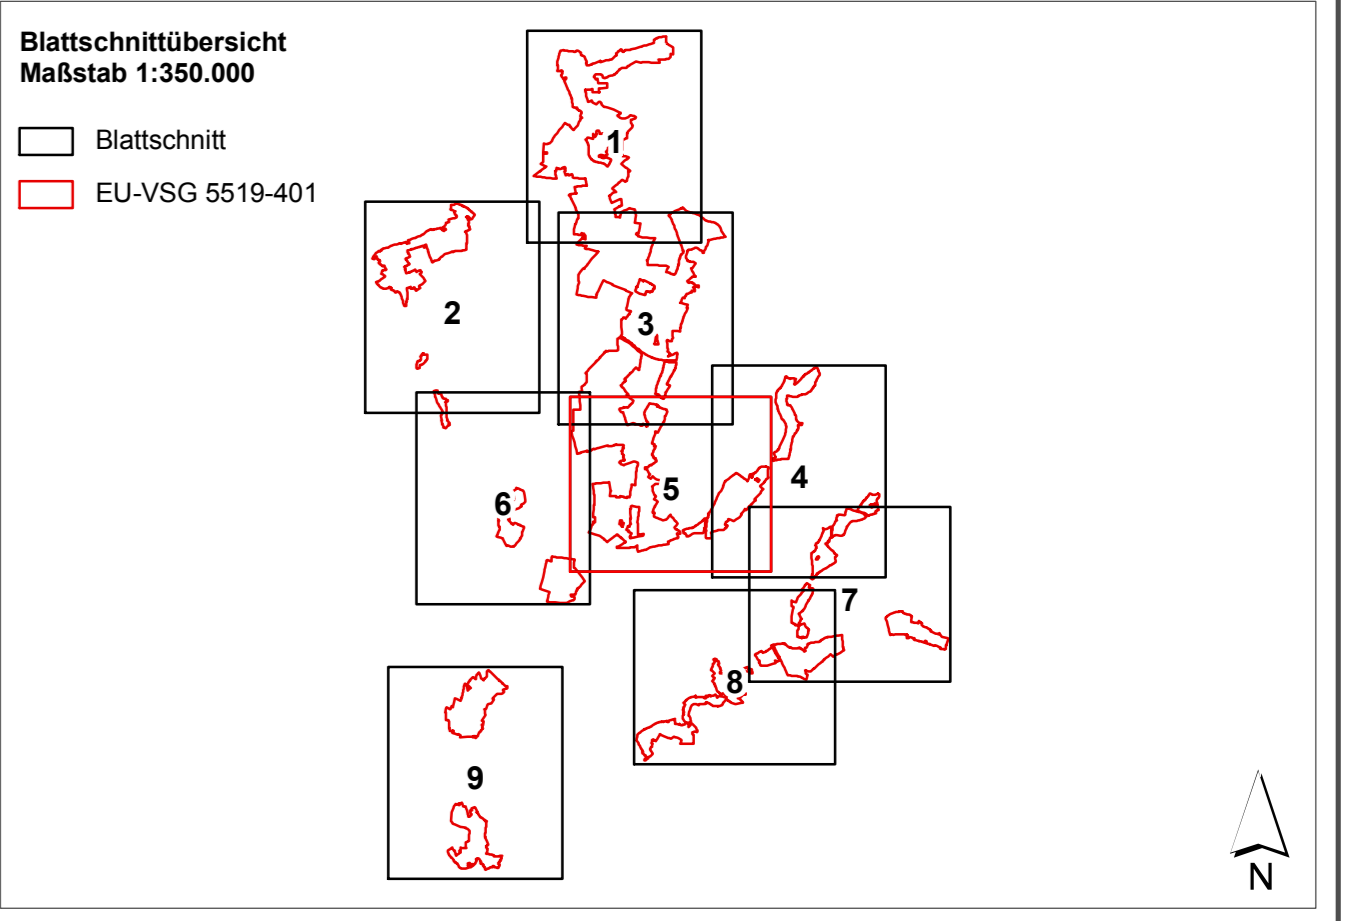 Blattschnittübersicht
Maßstab 1:350.000
Blattschnitt
EU-VSG 5519-401
1
2
3
4
5
6
7
8
9
N